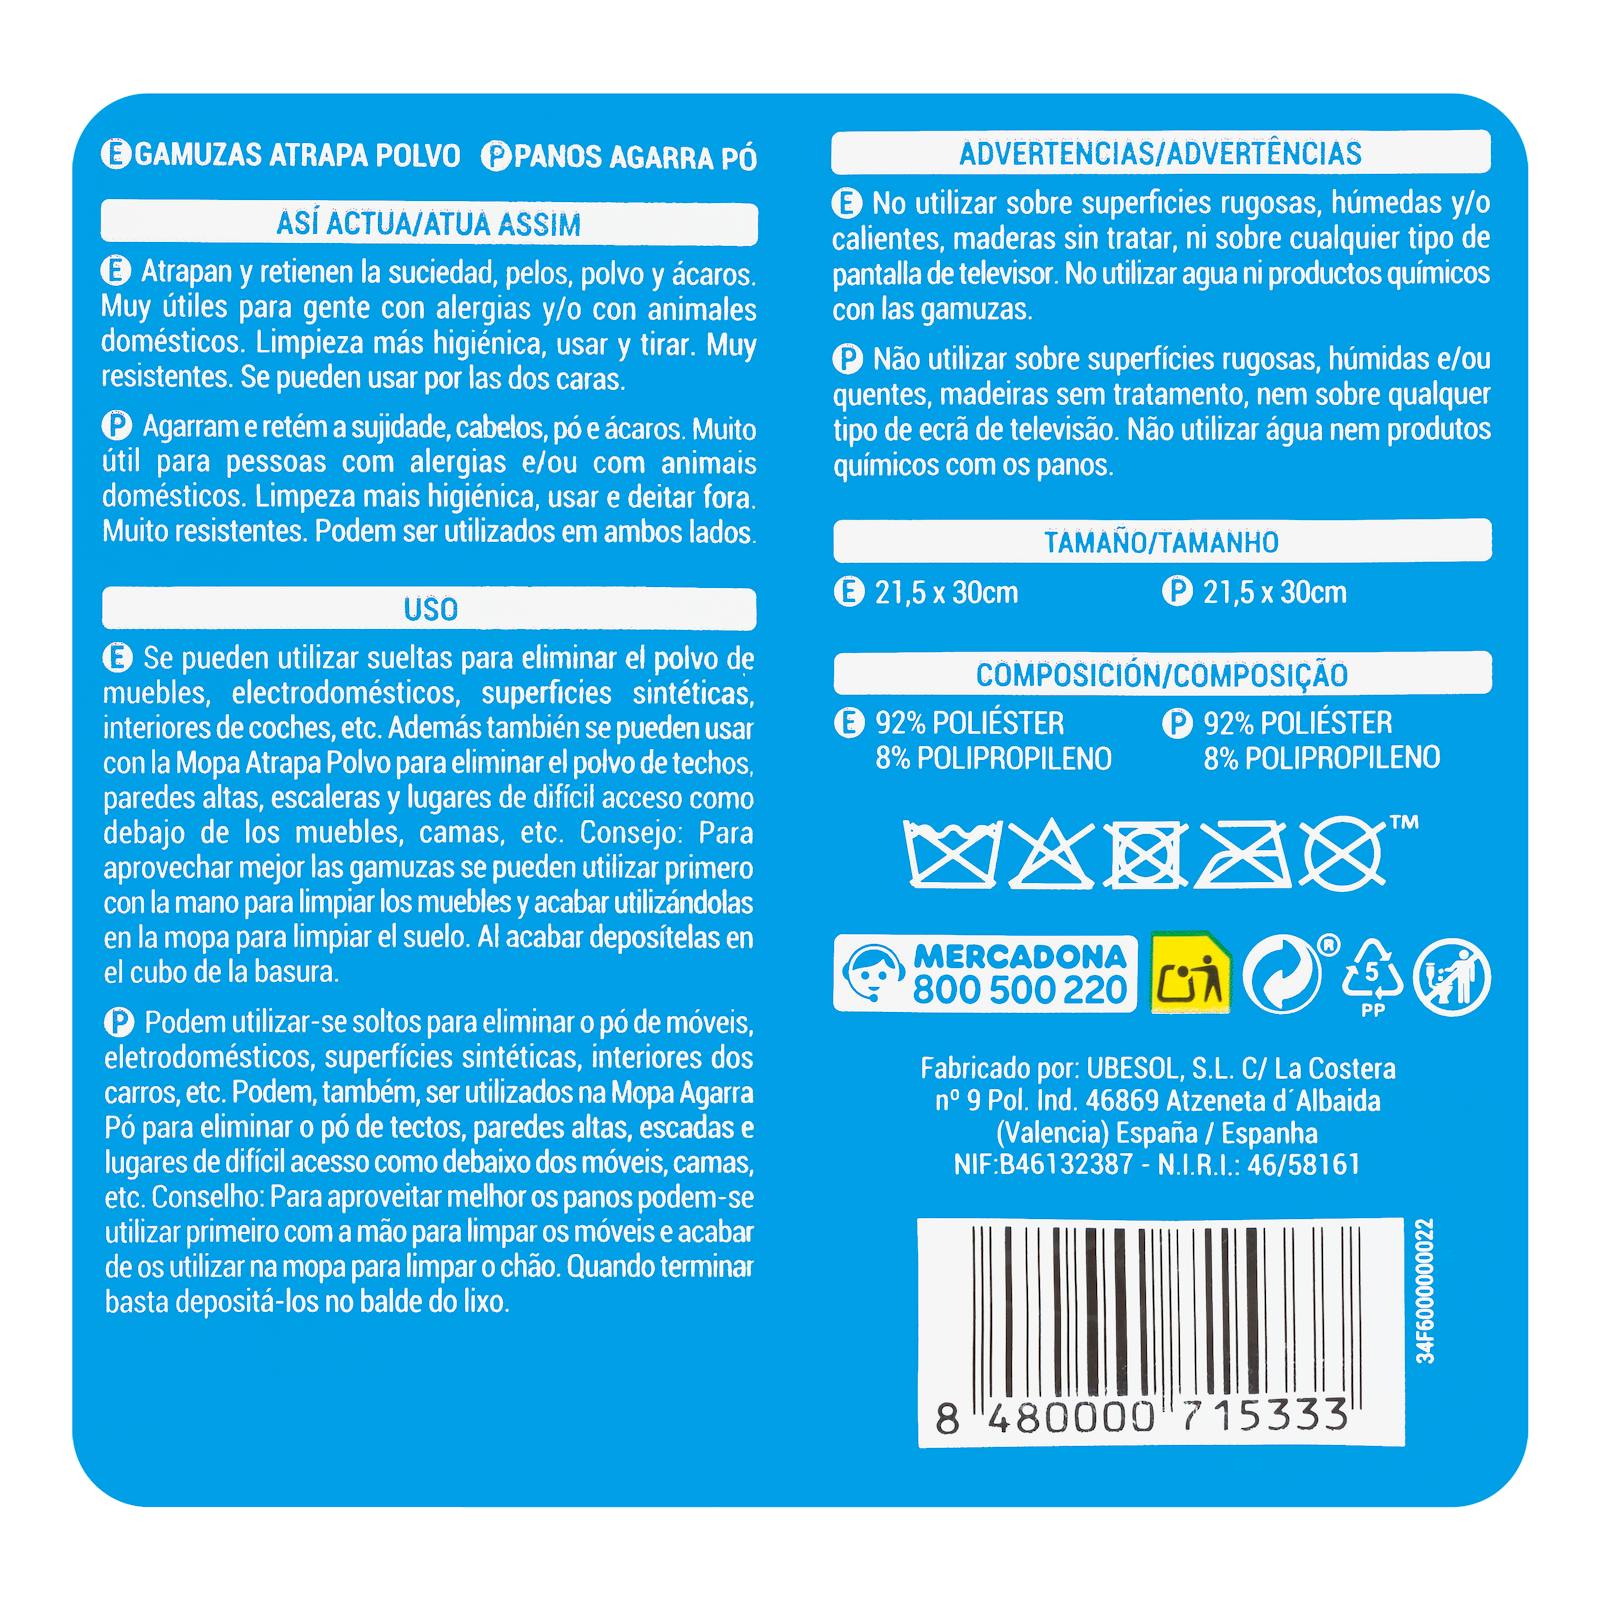 E GAMUZAS ATRAPA POLVO P PANOS AGARRA PÓ
ASÍ ACTUA/ATUA ASSIM
E Atrapan y retienen la suciedad, pelos, polvo y ácaros.
Muy útiles para gente con alergias y/o con animales
domésticos. Limpieza más higiénica, usar y tirar. Muy
resistentes. Se pueden usar por las dos caras.
P Agarram e retém a sujidade, cabelos, pó e ácaros. Muito
útil para pessoas com alergias e/ou com animais
domésticos. Limpeza mais higiénica, usar e deitar fora.
Muito resistentes. Podem ser utilizados em ambos lados.
USO
E Se pueden utilizar sueltas para eliminar el polvo de
muebles, electrodomésticos, superficies sintéticas,
interiores de coches, etc. Además también se pueden usar
con la Mopa Atrapa Polvo para eliminar el polvo de techos,
paredes altas, escaleras y lugares de difícil acceso como
debajo de los muebles, camas, etc. Consejo: Para
aprovechar mejor las gamuzas se pueden utilizar primero
con la mano para limpiar los muebles y acabar utilizándolas
en la mopa para limpiar el suelo. Al acabar deposítelas en
el cubo de la basura.
P Podem utilizar-se soltos para eliminar o pó de móveis,
eletrodomésticos, superfícies sintéticas, interiores dos
carros, etc. Podem, também, ser utilizados na Mopa Agarra
Pó para eliminar o pó de tectos, paredes altas, escadas e
lugares de difícil acesso como debaixo dos móveis, camas,
etc. Conselho: Para aproveitar melhor os panos podem-se
utilizar primeiro com a mão para limpar os móveis e acabar
de os utilizar na mopa para limpar o chão. Quando terminar
basta depositá-los no balde do lixo.
ADVERTENCIAS/ADVERTÊNCIAS
E No utilizar sobre superficies rugosas, húmedas y/o
calientes, maderas sin tratar, ni sobre cualquier tipo de
pantalla de televisor. No utilizar agua ni productos químicos
con las gamuzas.
P Não utilizar sobre superfícies rugosas, húmidas e/ou
quentes, madeiras sem tratamento, nem sobre qualquer
tipo de ecrã de televisão. Não utilizar água nem produtos
químicos com os panos.
TAMAÑO/TAMANHO
E 21,5 x 30cm P 21,5 x 30cm
COMPOSICIÓN/COMPOSIÇÃO
E 92% POLIÉSTER P 92% POLIÉSTER
8% POLIPROPILENO 8% POLIPROPILENO
TM
MERCADONA
800 500 220
®
5
PP
Fabricado por: UBESOL, S.L. C/ La Costera
nº 9 Pol. Ind. 46869 Atzeneta d´Albaida
(Valencia) España / Espanha
NIF:B46132387 - N.I.R.I.: 46/58161
34F6000000022
8 480000 715333